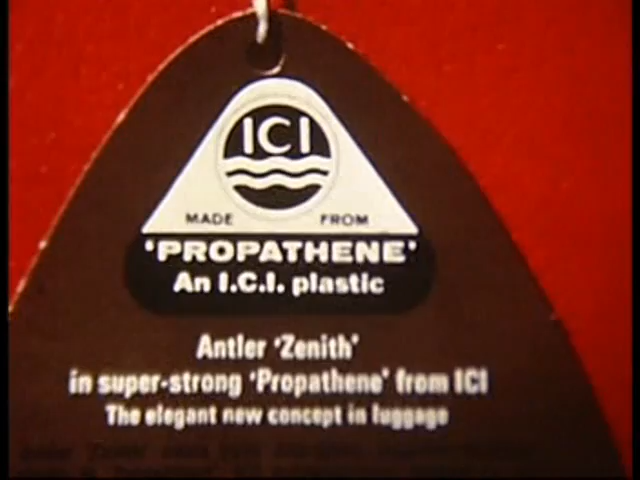 ICI
MADE FROM
'PROPATHENE'
An I.C.I. plastic
Antler 'Zenith'
in super-strong 'Propathene' from ICI
The elegant new concept in luggage